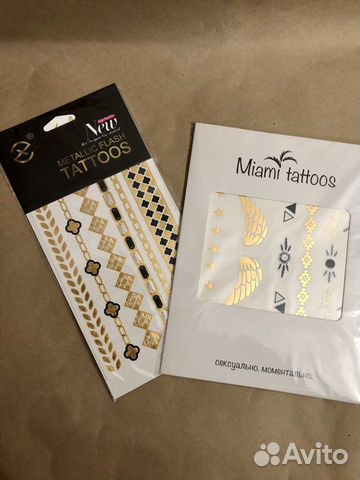 New
METALLIC FLASH
TATTOOS
®
Miami tattoos
сексуально. моментально.
Avito